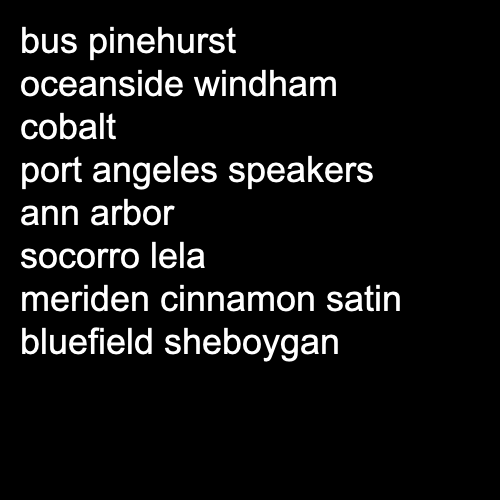 bus pinehurst
oceanside windham
cobalt
port angeles speakers
ann arbor
socorro lela
meriden cinnamon satin
bluefield sheboygan